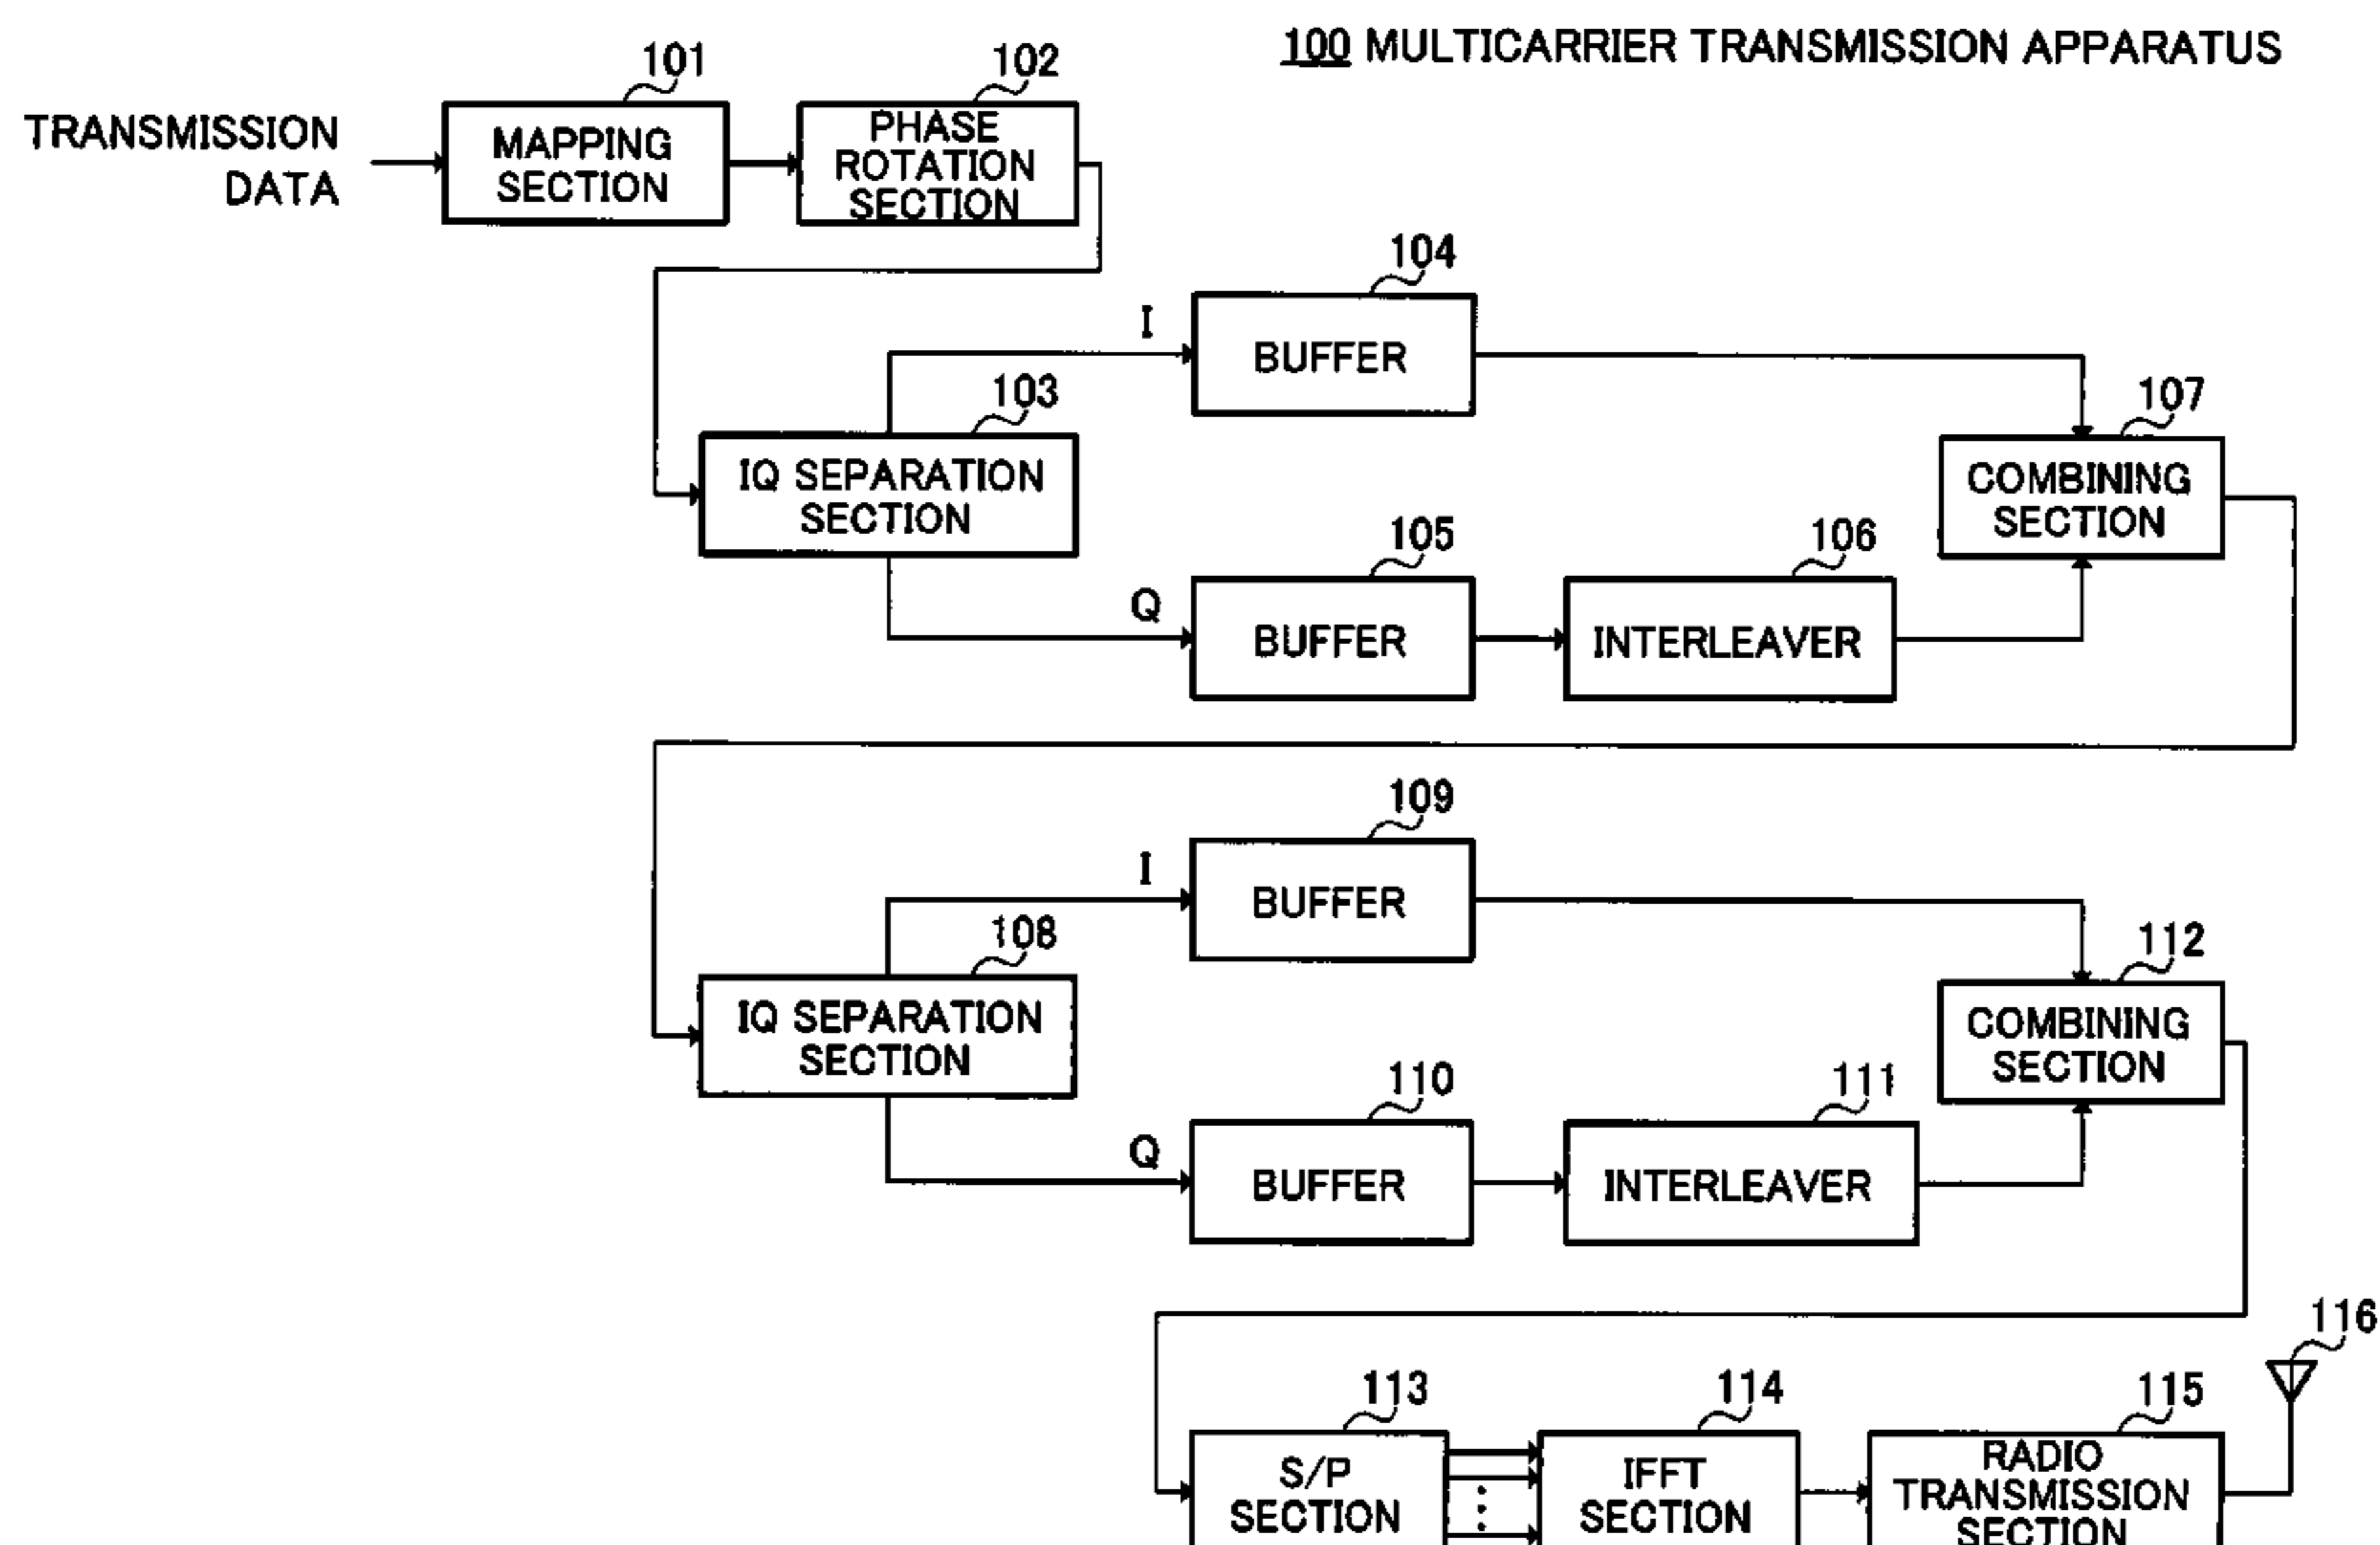 100 MULTICARRIER TRANSMISSION APPARATUS
101
102
TRANSMISSION
DATA
MAPPING
SECTION
PHASE
ROTATION
SECTION
104
I
BUFFER
103
107
IQ SEPARATION
SECTION
COMBINING
SECTION
105
106
Q
BUFFER
INTERLEAVER
109
I
BUFFER
108
112
IQ SEPARATION
SECTION
COMBINING
SECTION
110
111
Q
BUFFER
INTERLEAVER
116
113
114
115
S/P
SECTION
IFFT
SECTION
RADIO
TRANSMISSION
SECTION